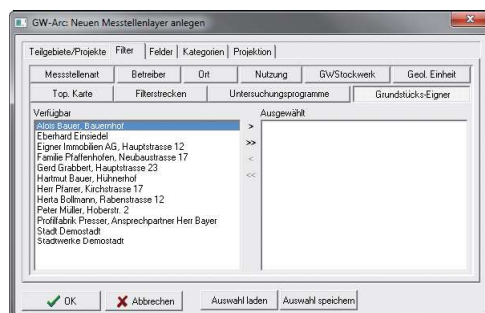 GW-Arc: Neuen Messtellenlayer anlegen
Teilgebiete/Projekte Filter Felder Kategorien Projektion
Messstellenart Betreiber Ort Nutzung GWStockwerk Geol. Einheit
Top. Karte Filterstrecken Untersuchungsprogramme Grundstücks-Eigner
Verfügbar Ausgewählt
Alois Bauer, Bauernhof
Eberhard Einsiedel
Eigner Immobilien AG, Hauptstrasse 12
Familie Pfaffenhofen, Neubaustrasse 17
Gerd Grabbert, Hauptstrasse 23
Hartmut Bauer, Hühnerhof
Herr Pfarrer, Kirchstrasse 17
Herta Bollmann, Rabenstrasse 12
Peter Müller, Hoberstr. 2
Profilfabrik Presser, Ansprechpartner Herr Bayer
Stadt Demostadt
Stadtwerke Demostadt
>
>>
<
<<
OK Abbrechen Auswahl laden Auswahl speichern